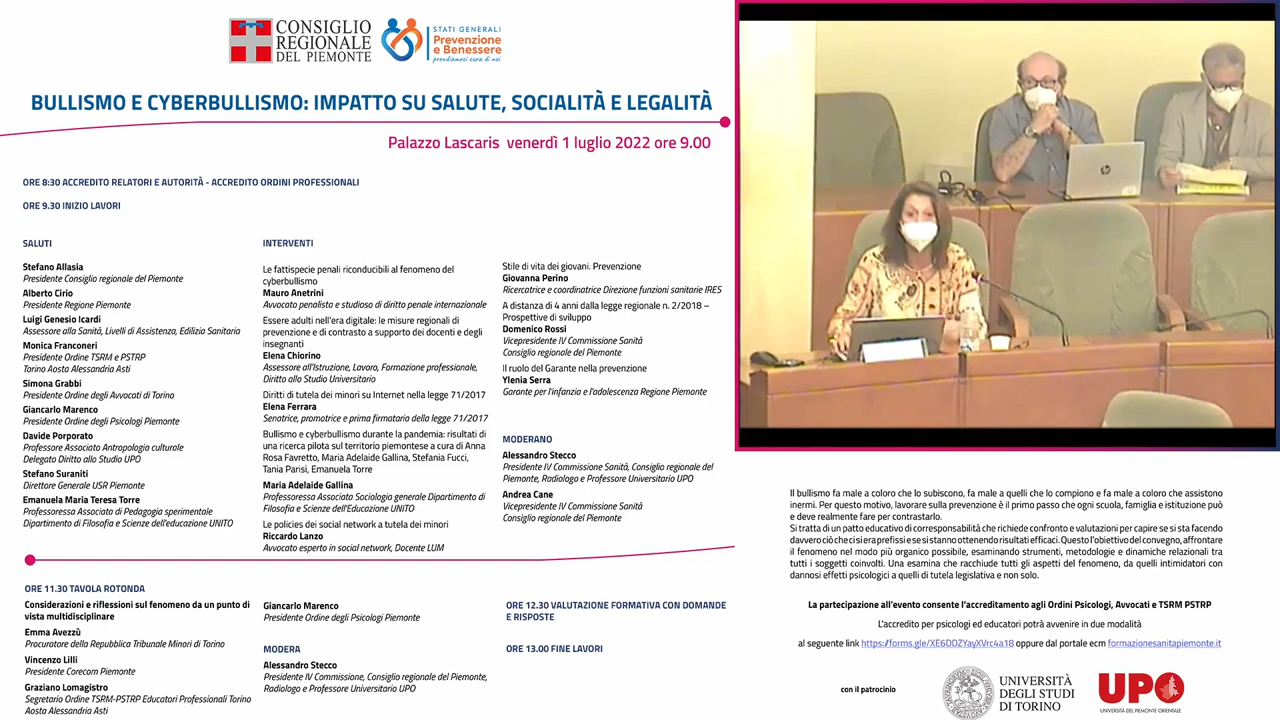 CONSIGLIO
REGIONALE
DEL PIEMONTE
STATI GENERALI
Prevenzione
e Benessere
prendiamoci cura di noi
BULLISMO E CYBERBULLISMO: IMPATTO SU SALUTE, SOCIALITÀ E LEGALITÀ
Palazzo Lascaris venerdì 1 luglio 2022 ore 9.00
ORE 8:30 ACCREDITO RELATORI E AUTORITÀ - ACCREDITO ORDINI PROFESSIONALI
ORE 9.30 INIZIO LAVORI
SALUTI
Stefano Allasia
Presidente Consiglio regionale del Piemonte
Alberto Cirio
Presidente Regione Piemonte
Luigi Genesio Icardi
Assessore alla Sanità, Livelli di Assistenza, Edilizia Sanitaria
Monica Franconeri
Presidente Ordine TSRM e PSTRP
Torino Aosta Alessandria Asti
Simona Grabbi
Presidente Ordine degli Avvocati di Torino
Giancarlo Marenco
Presidente Ordine degli Psicologi Piemonte
Davide Porporato
Professore Associato Antropologia culturale
Delegato Diritto allo Studio UPO
Stefano Suraniti
Direttore Generale USR Piemonte
Emanuela Maria Teresa Torre
Professoressa Associata di Pedagogia sperimentale
Dipartimento di Filosofia e Scienze dell'educazione UNITO
INTERVENTI
Le fattispecie penali riconducibili al fenomeno del
cyberbullismo
Mauro Anetrini
Avvocato penalista e studioso di diritto penale internazionale
Essere adulti nell'era digitale: le misure regionali di
prevenzione e di contrasto a supporto dei docenti e degli
insegnanti
Elena Chiorino
Assessore all'Istruzione, Lavoro, Formazione professionale,
Diritto allo Studio Universitario
Diritti di tutela dei minori su Internet nella legge 71/2017
Elena Ferrara
Senatrice, promotrice e prima firmataria della legge 71/2017
Bullismo e cyberbullismo durante la pandemia: risultati di
una ricerca pilota sul territorio piemontese a cura di Anna
Rosa Favretto, Maria Adelaide Gallina, Stefania Fucci,
Tania Parisi, Emanuela Torre
Maria Adelaide Gallina
Professoressa Associata Sociologia generale Dipartimento di
Filosofia e Scienze dell'Educazione UNITO
Le policies dei social network a tutela dei minori
Riccardo Lanzo
Avvocato esperto in social network, Docente LUM
Stile di vita dei giovani. Prevenzione
Giovanna Perino
Ricercatrice e coordinatrice Direzione funzioni sanitarie IRES
A distanza di 4 anni dalla legge regionale n. 2/2018 –
Prospettive di sviluppo
Domenico Rossi
Vicepresidente IV Commissione Sanità
Consiglio regionale del Piemonte
Il ruolo del Garante nella prevenzione
Ylenia Serra
Garante per l'infanzia e l'adolescenza Regione Piemonte
MODERANO
Alessandro Stecco
Presidente IV Commissione Sanità, Consiglio regionale del
Piemonte, Radiologo e Professore Universitario UPO
Andrea Cane
Vicepresidente IV Commissione Sanità
Consiglio regionale del Piemonte
ORE 11.30 TAVOLA ROTONDA
Considerazioni e riflessioni sul fenomeno da un punto di
vista multidisciplinare
Emma Avezzù
Procuratore della Repubblica Tribunale Minori di Torino
Vincenzo Lilli
Presidente Corecom Piemonte
Graziano Lomagistro
Segretario Ordine TSRM-PSTRP Educatori Professionali Torino
Aosta Alessandria Asti
Giancarlo Marenco
Presidente Ordine degli Psicologi Piemonte
MODERA
Alessandro Stecco
Presidente IV Commissione, Consiglio regionale del Piemonte,
Radiologo e Professore Universitario UPO
ORE 12.30 VALUTAZIONE FORMATIVA CON DOMANDE
E RISPOSTE
ORE 13.00 FINE LAVORI
hp
Il bullismo fa male a coloro che lo subiscono, fa male a quelli che lo compiono e fa male a coloro che assistono
inermi. Per questo motivo, lavorare sulla prevenzione è il primo passo che ogni scuola, famiglia e istituzione può
e deve realmente fare per contrastarlo.
Si tratta di un patto educativo di corresponsabilità che richiede confronto e valutazioni per capire se si sta facendo
davvero ciò che ci si era prefissi e se si stanno ottenendo risultati efficaci. Questo l'obiettivo del convegno, affrontare
il fenomeno nel modo più organico possibile, esaminando strumenti, metodologie e dinamiche relazionali tra
tutti i soggetti coinvolti. Una esamina che racchiude tutti gli aspetti del fenomeno, da quelli intimidatori con
dannosi effetti psicologici a quelli di tutela legislativa e non solo.
La partecipazione all'evento consente l'accreditamento agli Ordini Psicologi, Avvocati e TSRM PSTRP
L'accredito per psicologi ed educatori potrà avvenire in due modalità
al seguente link https://forms.gle/XE6DDZYayXVrc4a18 oppure dal portale ecm formazionesanitapiemonte.it
con il patrocinio
UNIVERSITÀ
DEGLI STUDI
DI TORINO
UPO
UNIVERSITÀ DEL PIEMONTE ORIENTALE